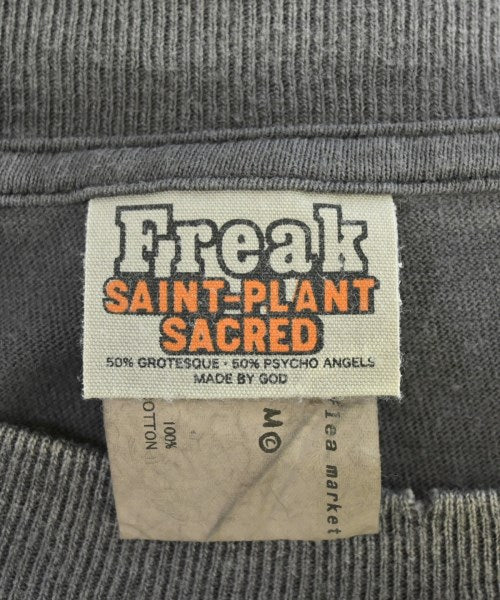 Freak
SAINT=PLANT
SACRED
50% GROTESQUE · 50% PSYCHO ANGELS
MADE BY GOD
flea market
M©
100%
COTTON